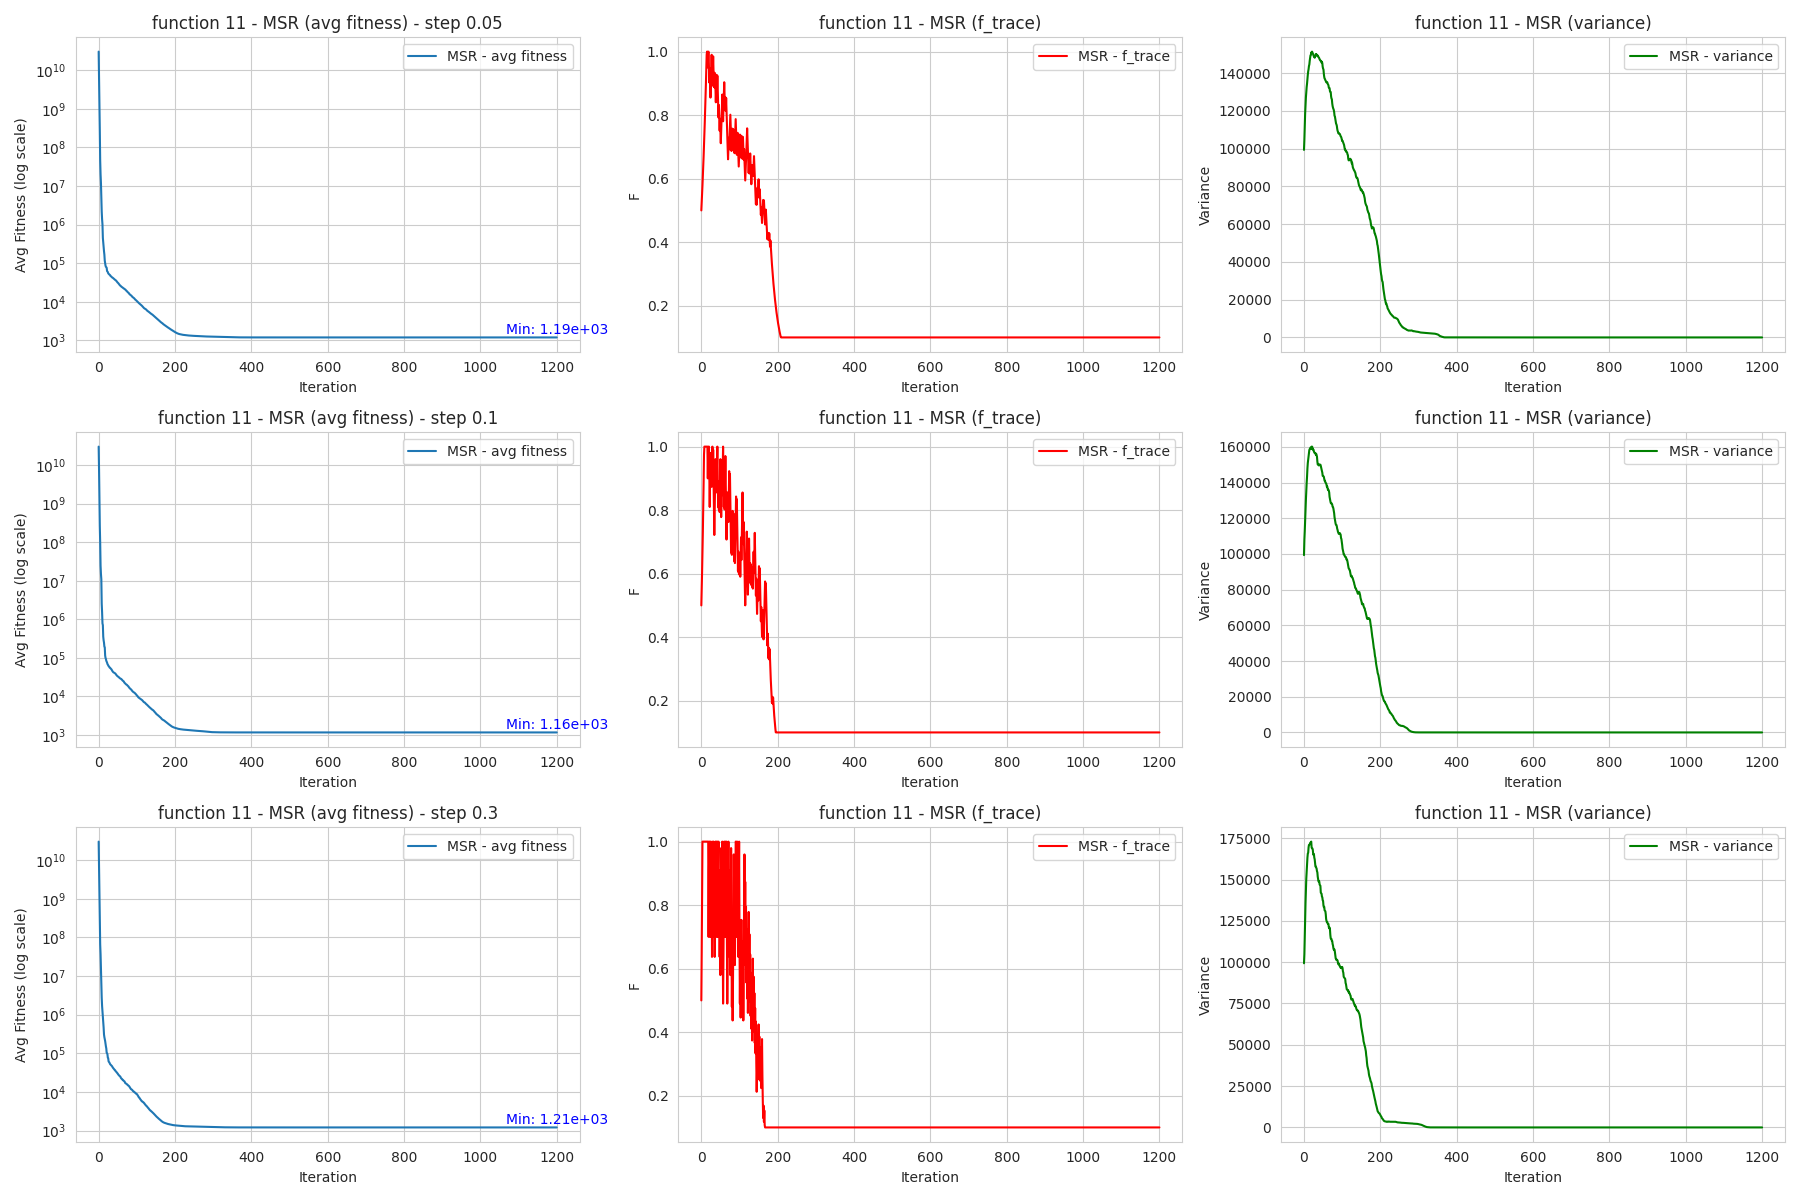 function 11 - MSR (avg fitness) - step 0.05
MSR - avg fitness
Avg Fitness (log scale)
10^10
10^9
10^8
10^7
10^6
10^5
10^4
10^3
Min: 1.19e+03
0 200 400 600 800 1000 1200
Iteration
function 11 - MSR (f_trace)
MSR - f_trace
F
1.0
0.8
0.6
0.4
0.2
0 200 400 600 800 1000 1200
Iteration
function 11 - MSR (variance)
MSR - variance
Variance
140000
120000
100000
80000
60000
40000
20000
0
0 200 400 600 800 1000 1200
Iteration
function 11 - MSR (avg fitness) - step 0.1
MSR - avg fitness
Avg Fitness (log scale)
10^10
10^9
10^8
10^7
10^6
10^5
10^4
10^3
Min: 1.16e+03
0 200 400 600 800 1000 1200
Iteration
function 11 - MSR (f_trace)
MSR - f_trace
F
1.0
0.8
0.6
0.4
0.2
0 200 400 600 800 1000 1200
Iteration
function 11 - MSR (variance)
MSR - variance
Variance
160000
140000
120000
100000
80000
60000
40000
20000
0
0 200 400 600 800 1000 1200
Iteration
function 11 - MSR (avg fitness) - step 0.3
MSR - avg fitness
Avg Fitness (log scale)
10^10
10^9
10^8
10^7
10^6
10^5
10^4
10^3
Min: 1.21e+03
0 200 400 600 800 1000 1200
Iteration
function 11 - MSR (f_trace)
MSR - f_trace
F
1.0
0.8
0.6
0.4
0.2
0 200 400 600 800 1000 1200
Iteration
function 11 - MSR (variance)
MSR - variance
Variance
175000
150000
125000
100000
75000
50000
25000
0
0 200 400 600 800 1000 1200
Iteration